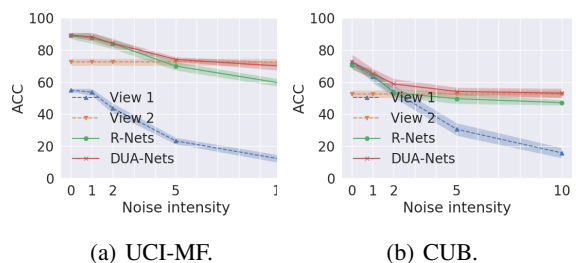 ACC
100
80
60
40
20
0
View 1
View 2
R-Nets
DUA-Nets
0 1 2 5 1
Noise intensity
(a) UCI-MF.
ACC
100
80
60
40
20
0
View 1
View 2
R-Nets
DUA-Nets
0 1 2 5 10
Noise intensity
(b) CUB.